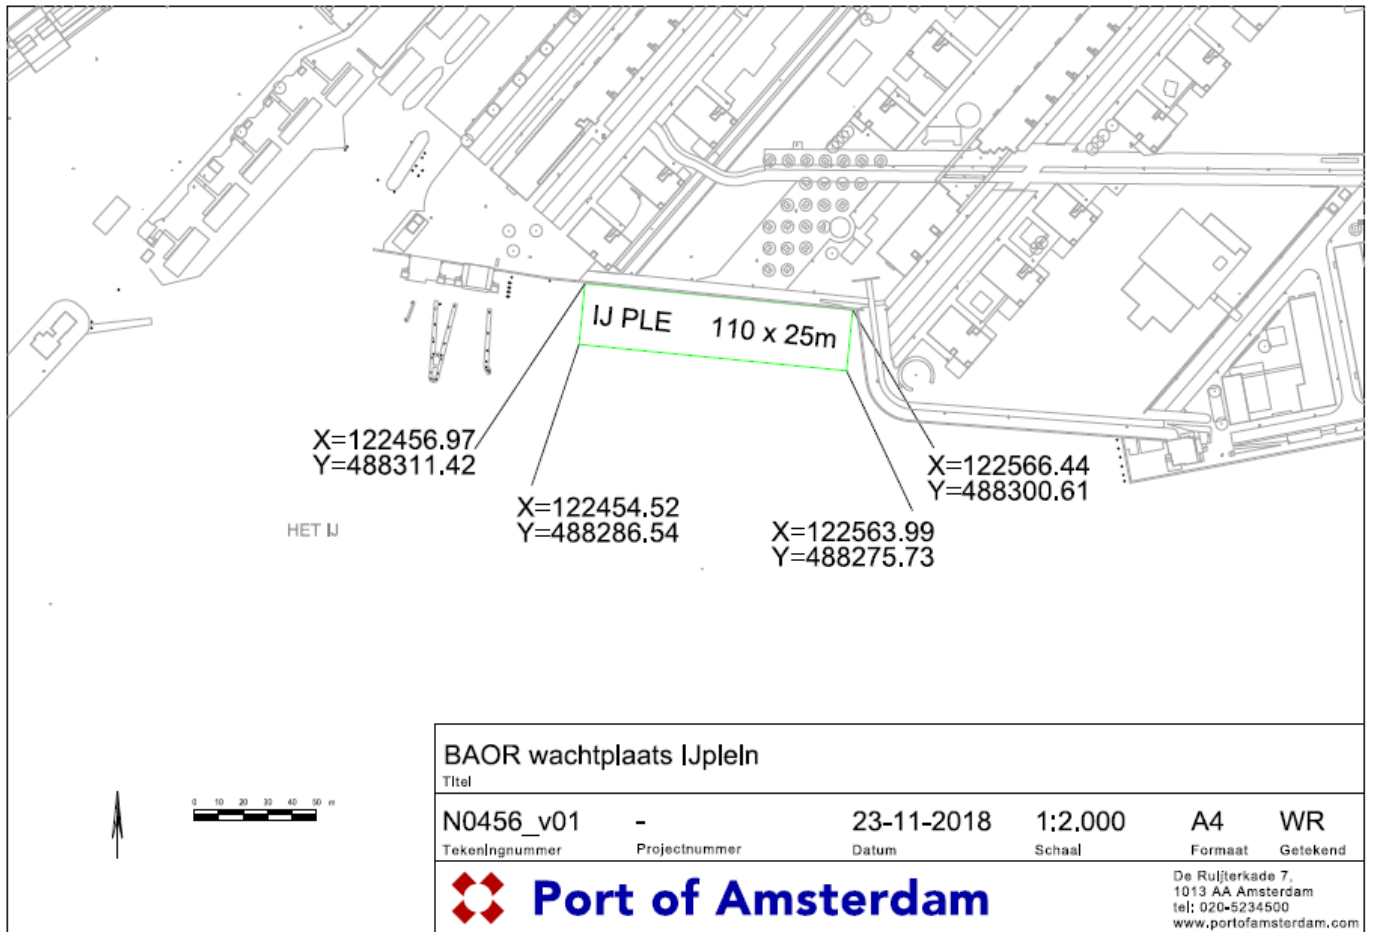 IJ PLE 110 x 25m
X=122456.97
Y=488311.42
X=122566.44
Y=488300.61
X=122454.52
Y=488286.54
X=122563.99
Y=488275.73
HET IJ
0 10 20 30 40 50 m
BAOR wachtplaats IJplein
Titel
N0456_v01 - 23-11-2018 1:2.000 A4 WR
Tekeningnummer Projectnummer Datum Schaal Formaat Getekend
Port of Amsterdam
De Ruijterkade 7,
1013 AA Amsterdam
tel: 020-5234500
www.portofamsterdam.com